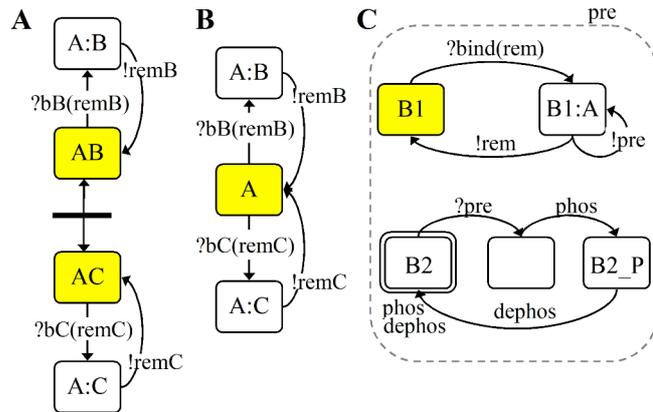 A
A:B
!remB
?bB(remB)
AB
AC
?bC(remC)
!remC
A:C
B
A:B
!remB
?bB(remB)
A
?bC(remC)
!remC
A:C
C
pre
?bind(rem)
B1
B1:A
!rem
!pre
?pre
phos
B2
B2_P
phos
dephos
dephos